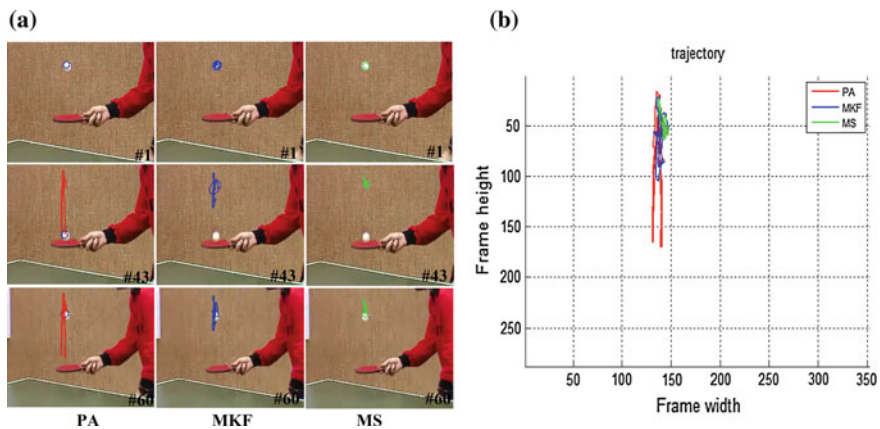 (a)
#1
#1
#1
#43
#43
#43
#60
#60
#60
PA
MKF
MS
(b)
trajectory
PA
MKF
MS
Frame height
50
100
150
200
250
50
100
150
200
250
300
350
Frame width